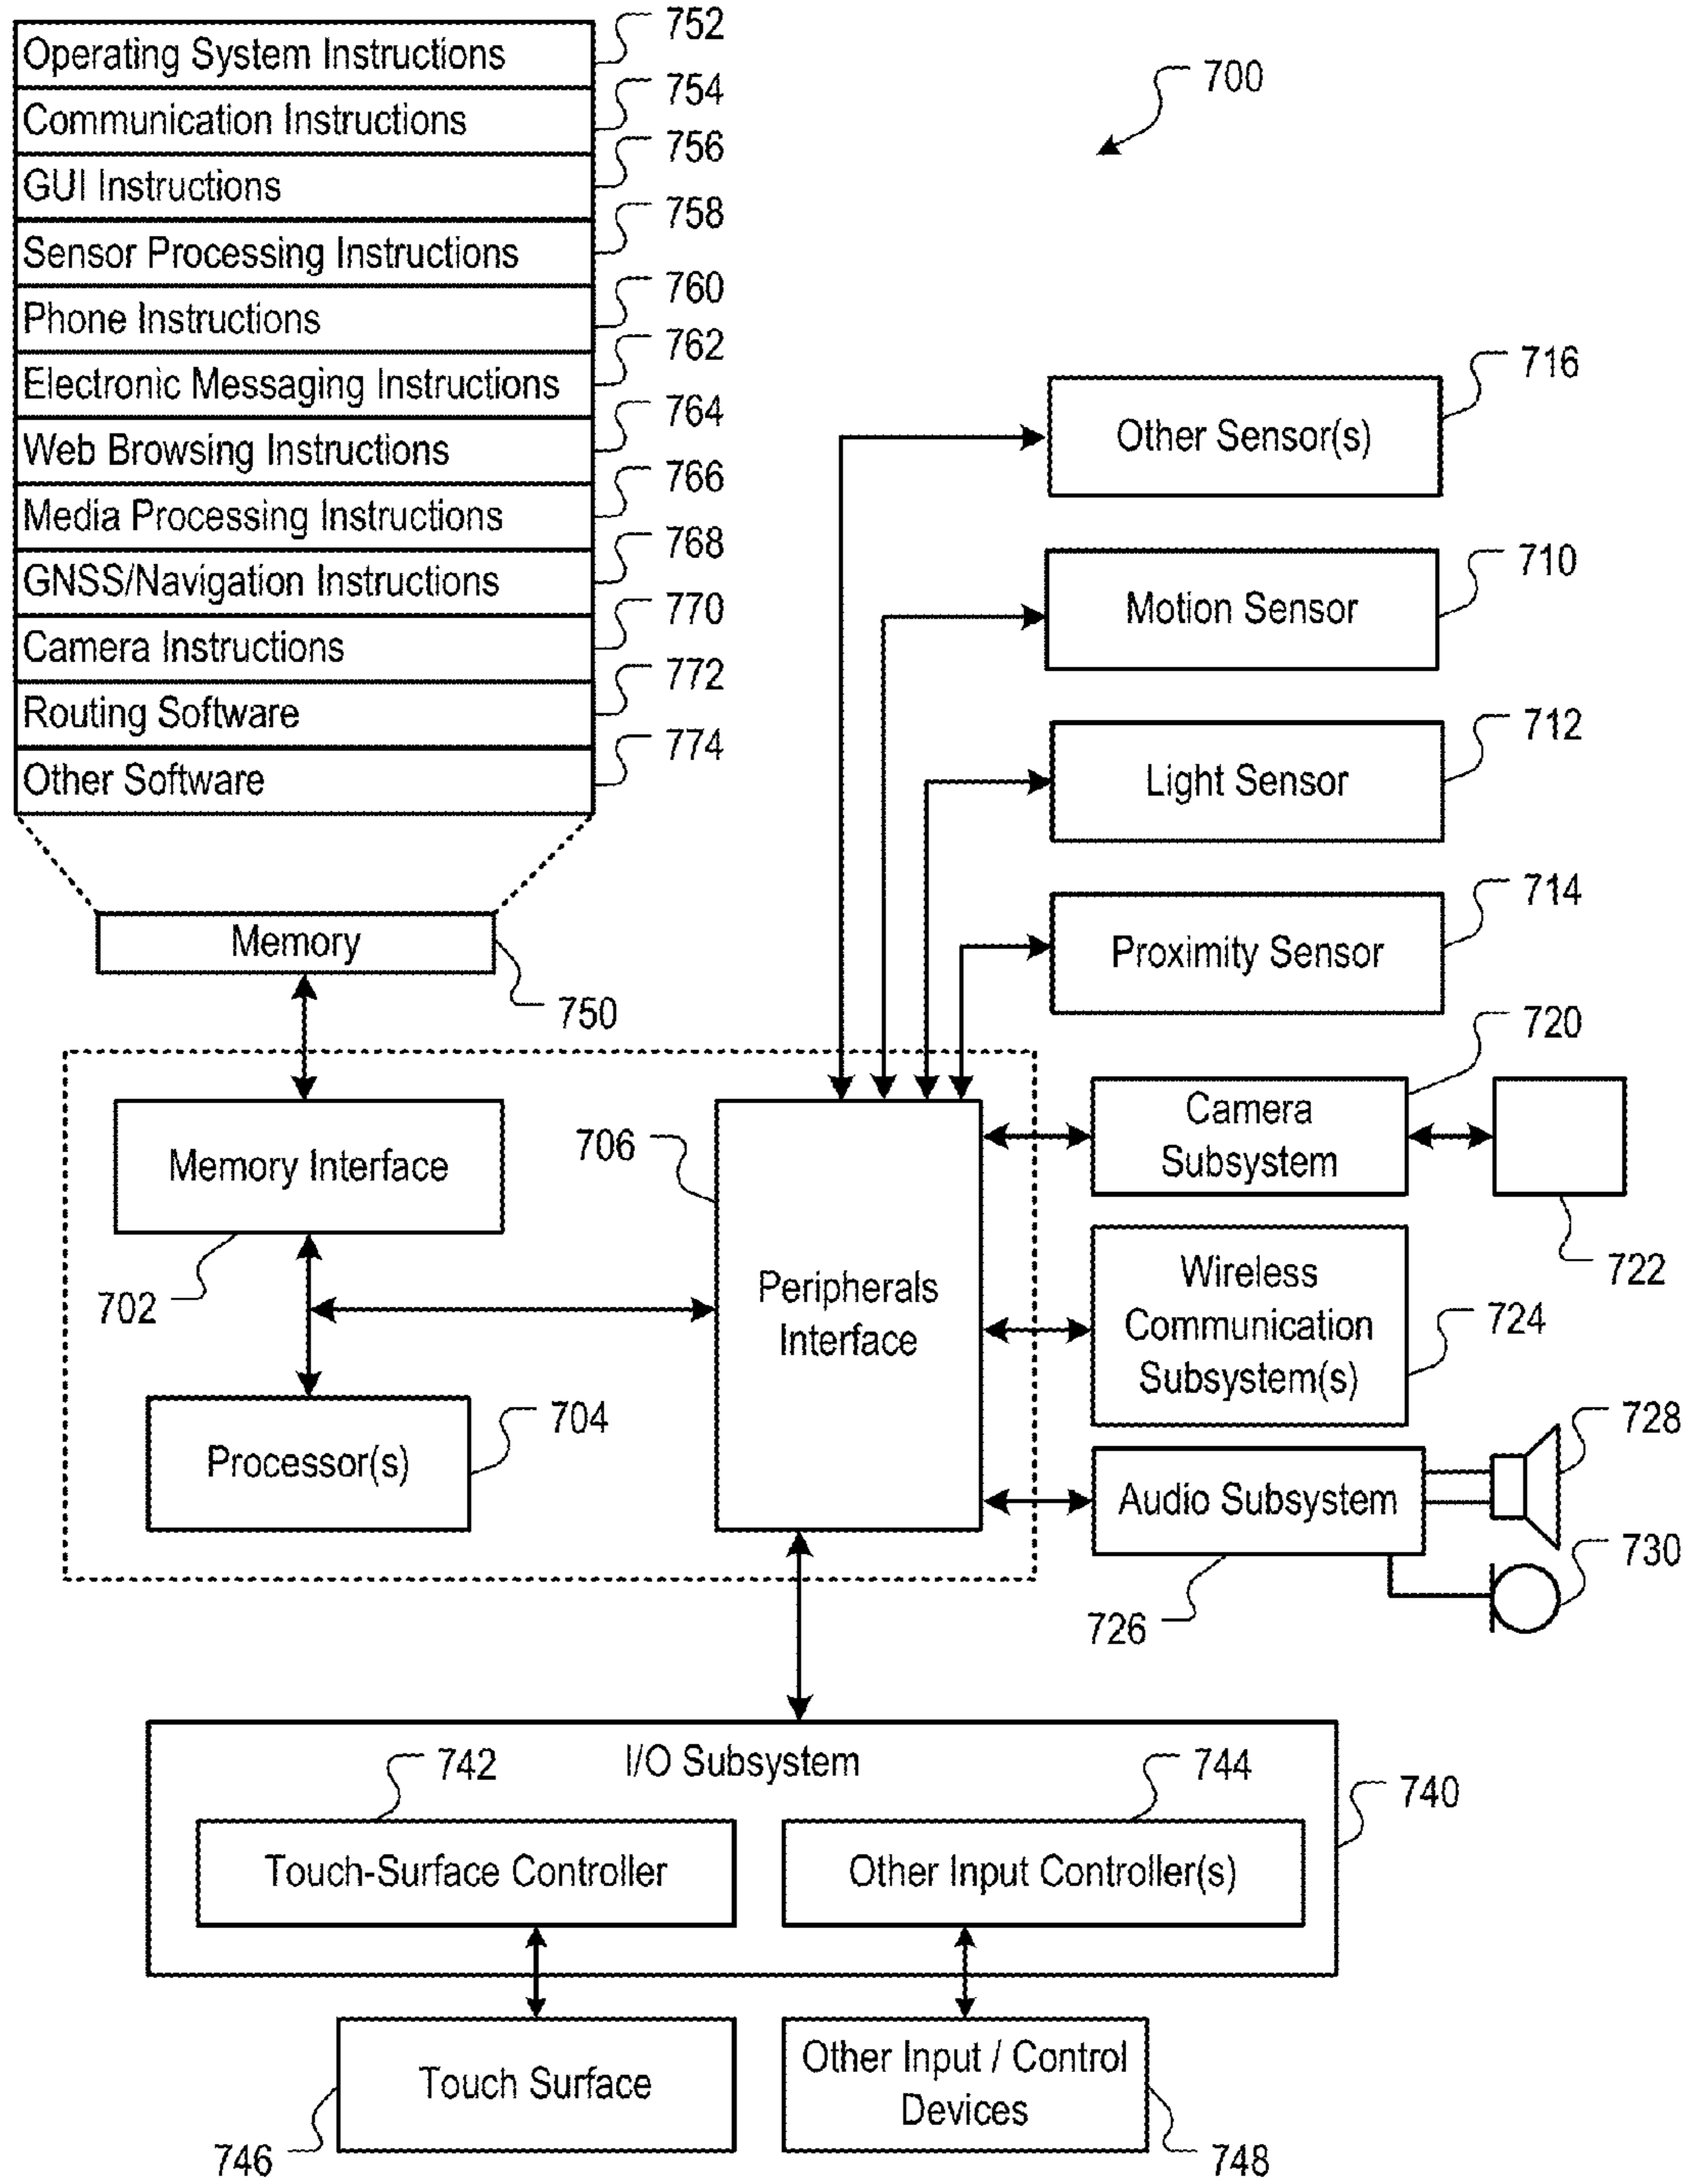 752
Operating System Instructions
754
Communication Instructions
756
GUI Instructions
758
Sensor Processing Instructions
760
Phone Instructions
762
Electronic Messaging Instructions
764
Web Browsing Instructions
766
Media Processing Instructions
768
GNSS/Navigation Instructions
770
Camera Instructions
772
Routing Software
774
Other Software
700
716
Other Sensor(s)
710
Motion Sensor
712
Light Sensor
714
Proximity Sensor
Memory
750
720
Camera
Subsystem
722
Memory Interface
702
706
Peripherals
Interface
Wireless
Communication
Subsystem(s)
724
704
Processor(s)
728
Audio Subsystem
730
726
742
I/O Subsystem
744
740
Touch-Surface Controller
Other Input Controller(s)
Touch Surface
Other Input / Control
Devices
746
748